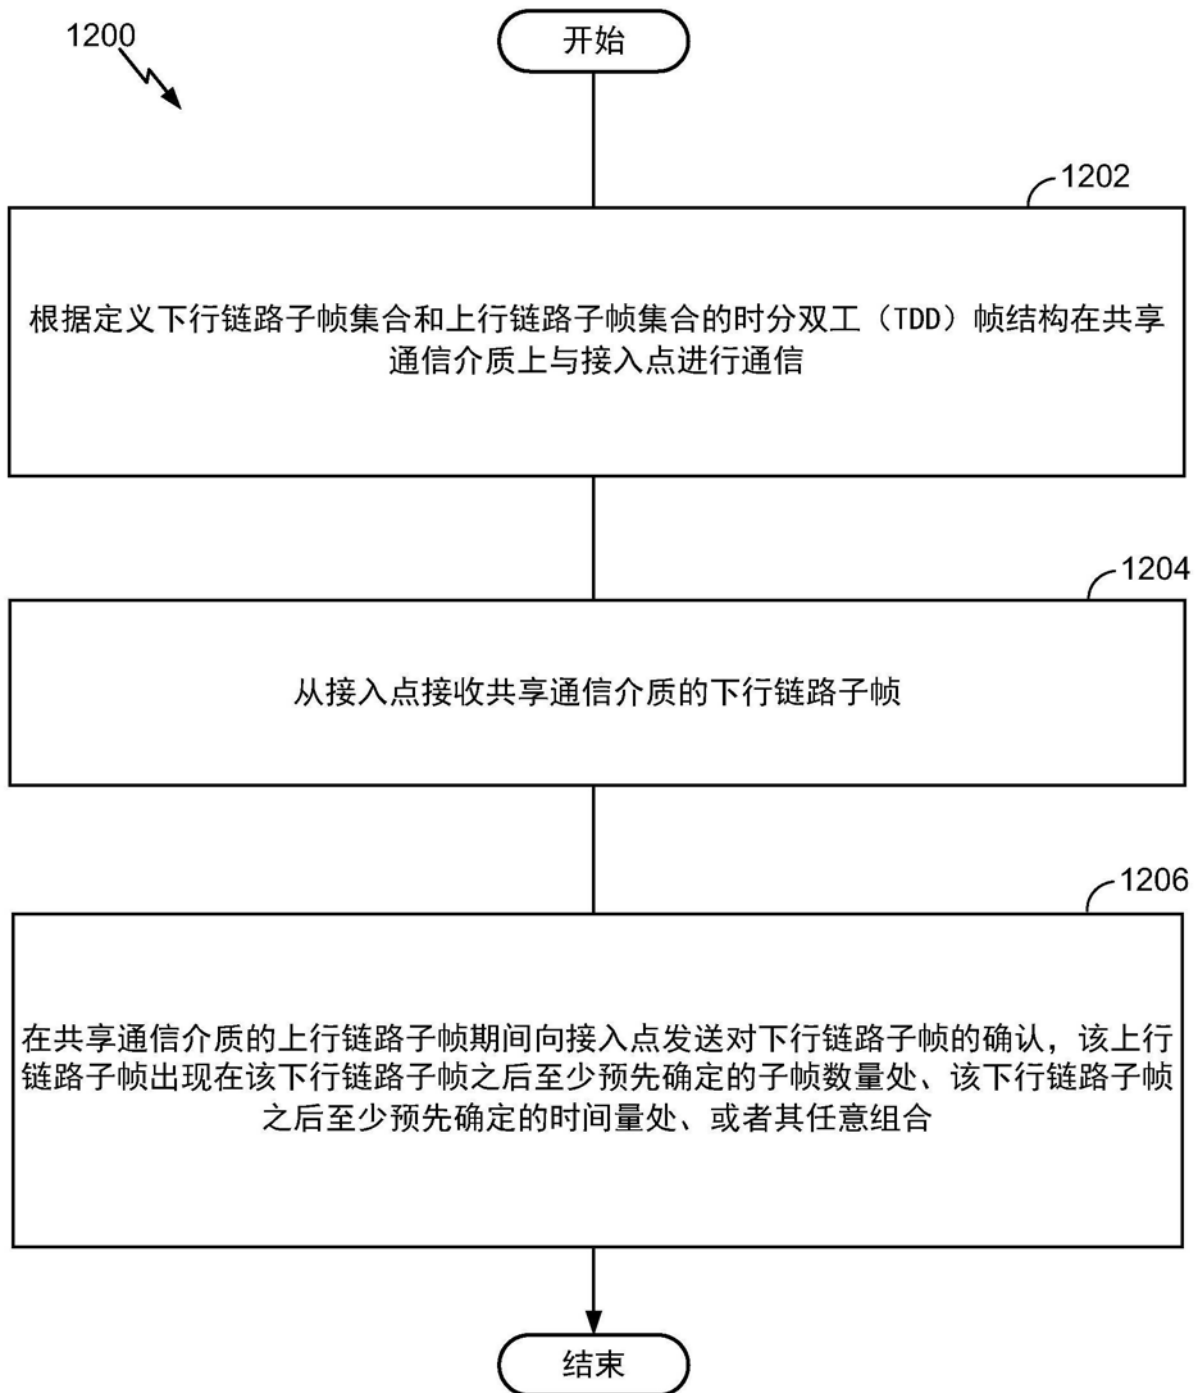 1200
开始
1202
根据定义下行链路子帧集合和上行链路子帧集合的时分双工（TDD）帧结构在共享
通信介质上与接入点进行通信
1204
从接入点接收共享通信介质的下行链路子帧
1206
在共享通信介质的上行链路子帧期间向接入点发送对下行链路子帧的确认，该上行
链路子帧出现在该下行链路子帧之后至少预先确定的子帧数量处、该下行链路子帧
之后至少预先确定的时间量处、或者其任意组合
结束